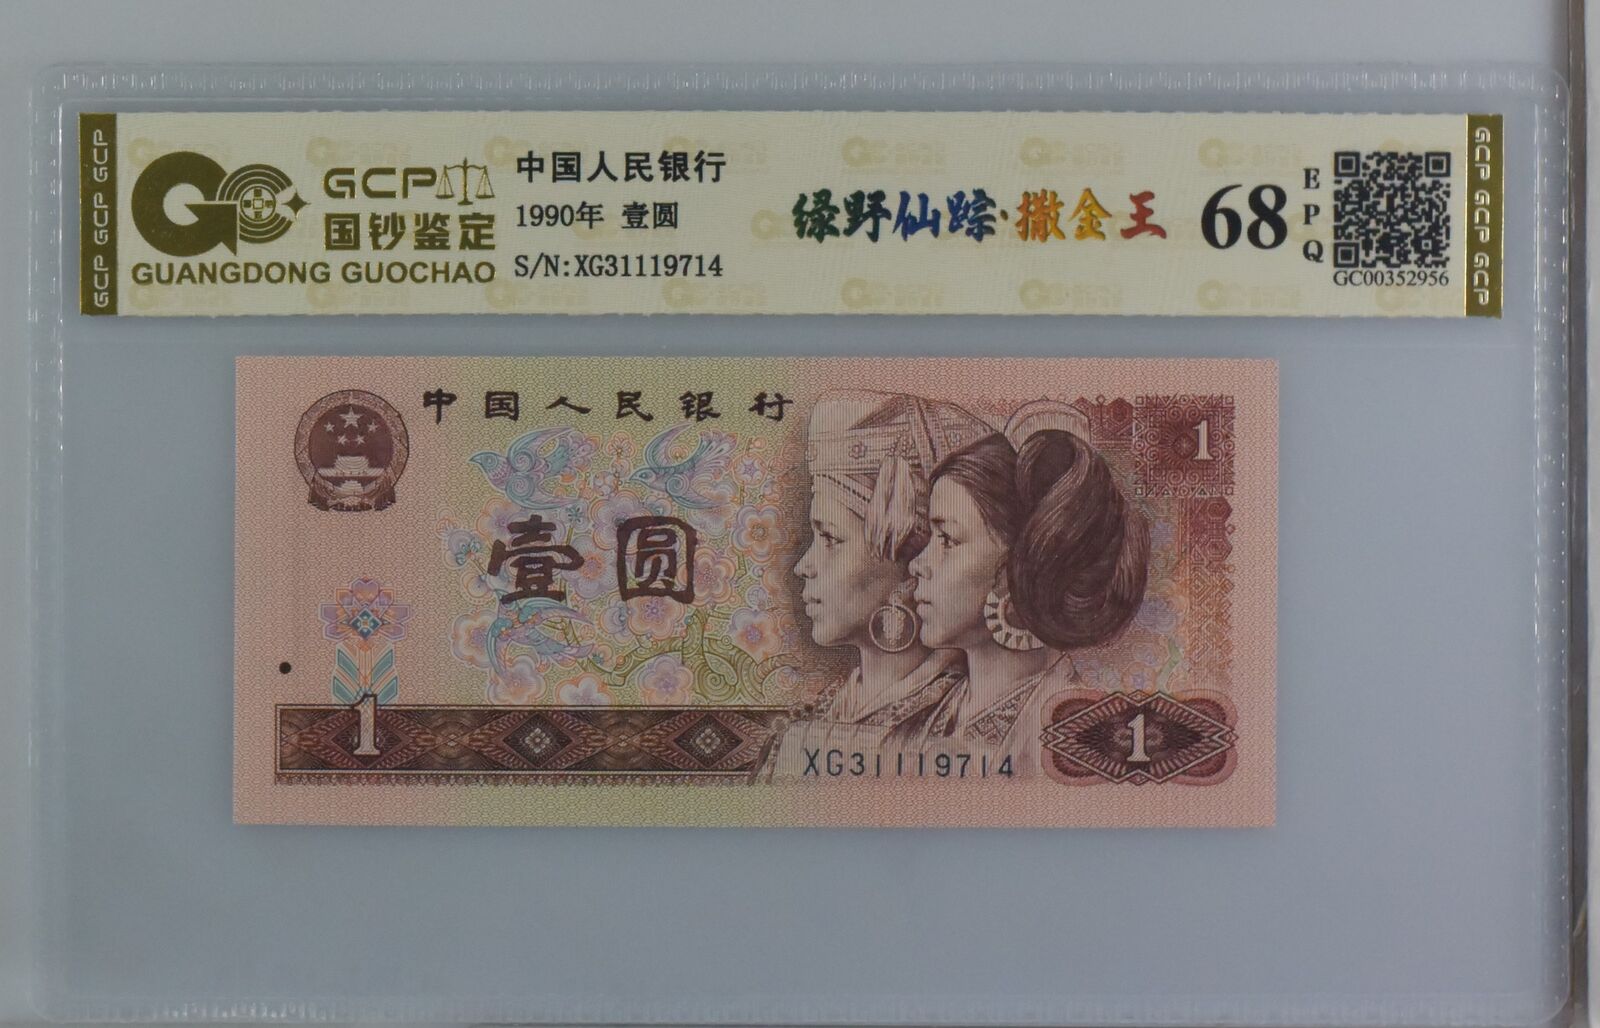 GCP GCP GCP
GCP
国钞鉴定
GUANGDONG GUOCHAO
中国人民银行
1990年 壹圆
S/N:XG31119714
绿野仙踪·撒金王
68
EPQ
GC00352956
GCP GCP GCP
中国人民银行
1
壹圆
1
XG31119714
1